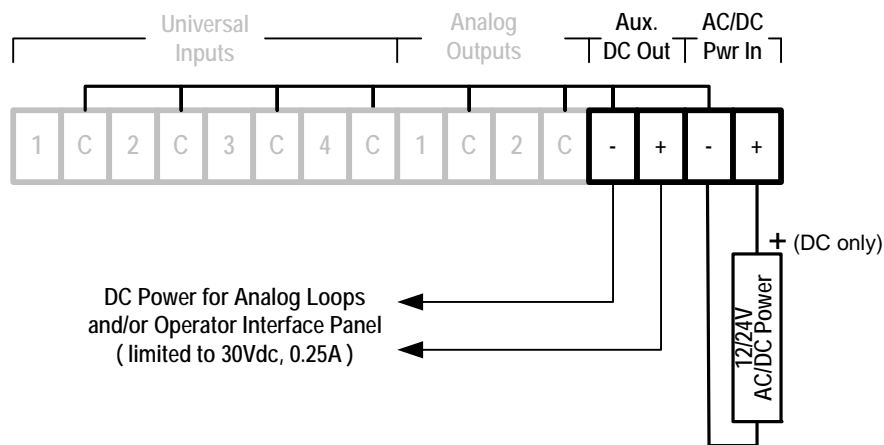 Universal
Inputs
Analog
Outputs
Aux.
DC Out
AC/DC
Pwr In
1 C 2 C 3 C 4 C 1 C 2 C - + - +
+ (DC only)
DC Power for Analog Loops
and/or Operator Interface Panel
( limited to 30Vdc, 0.25A )
12/24V
AC/DC Power